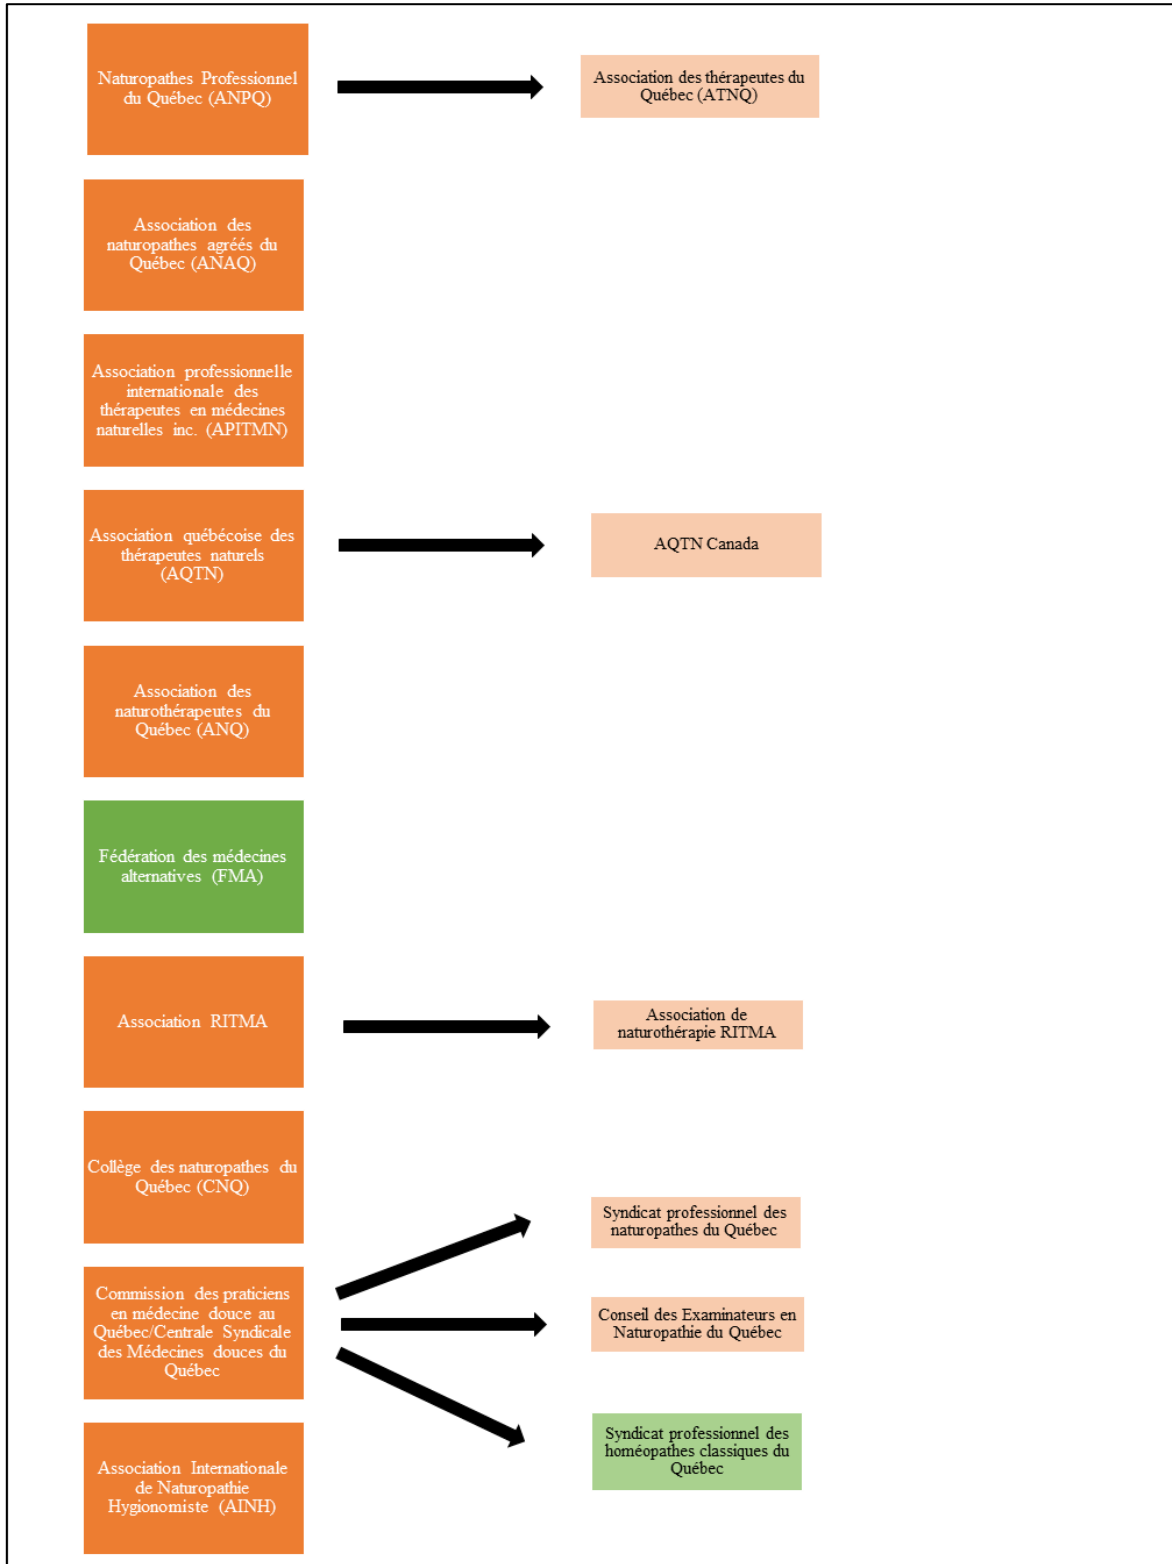 Naturopathes Professionnel
du Québec (ANPQ)
Association des thérapeutes du
Québec (ATNQ)
Association des
naturopathes agréés du
Québec (ANAQ)
Association professionnelle
internationale des
thérapeutes en médecines
naturelles inc. (APITMN)
Association québécoise des
thérapeutes naturels
(AQTN)
AQTN Canada
Association des
naturothérapeutes du
Québec (ANQ)
Fédération des médecines
alternatives (FMA)
Association RITMA
Association de
naturothérapie RITMA
Collège des naturopathes du
Québec (CNQ)
Syndicat professionnel des
naturopathes du Québec
Commission des praticiens
en médecine douce au
Québec/Centrale Syndicale
des Médecines douces du
Québec
Conseil des Examinateurs en
Naturopathie du Québec
Syndicat professionnel des
homéopathes classiques du
Québec
Association Internationale
de Naturopathie
Hygionomiste (AINH)